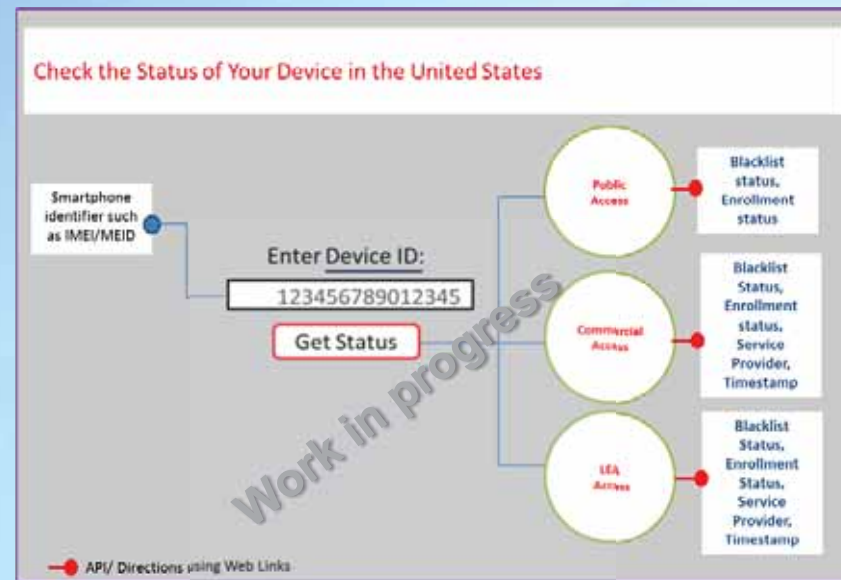 Check the Status of Your Device in the United States
Smartphone
identifier such
as IMEI/MEID
Enter Device ID:
123456789012345
Get Status
Public
Access
Blacklist
status,
Enrollment
status
Commercial
Access
Blacklist
Status,
Enrollment
status,
Service
Provider,
Timestamp
LEA
Access
Blacklist
Status,
Enrollment
Status,
Service
Provider,
Timestamp
Work in progress
API/ Directions using Web Links